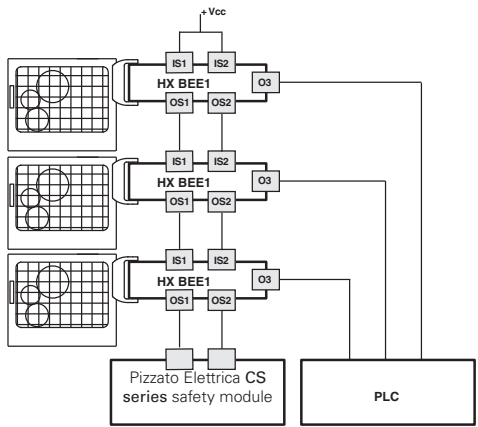 + Vcc
IS1 IS2
HX BEE1 O3
OS1 OS2
IS1 IS2
HX BEE1 O3
OS1 OS2
IS1 IS2
HX BEE1 O3
OS1 OS2
Pizzato Elettrica CS
series safety module
PLC